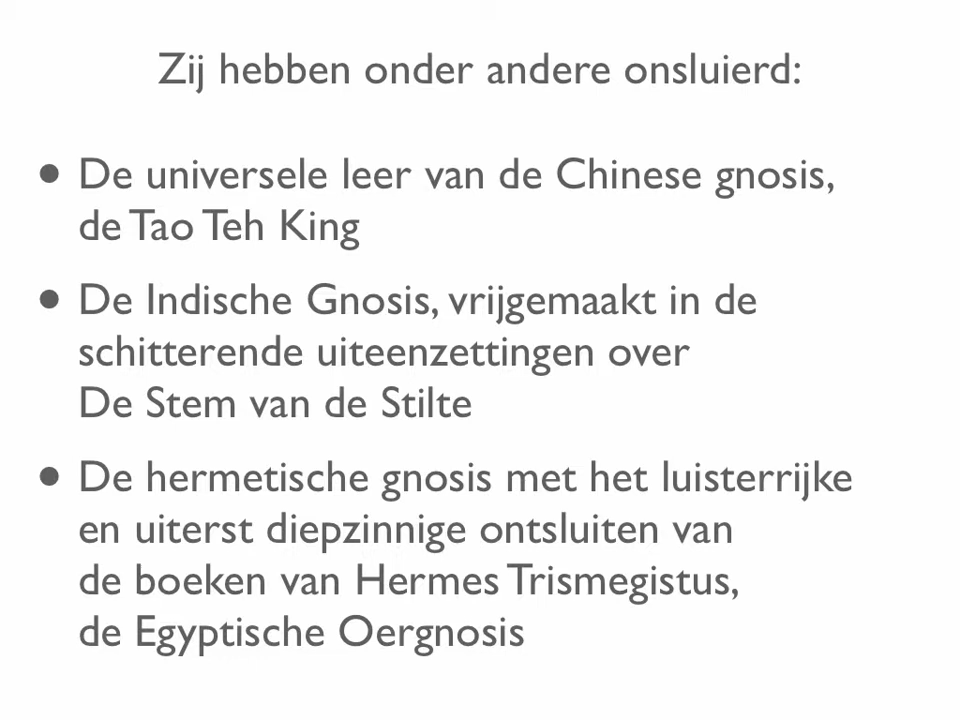 Zij hebben onder andere onsluierd:
• De universele leer van de Chinese gnosis,
de Tao Teh King
• De Indische Gnosis, vrijgemaakt in de
schitterende uiteenzettingen over
De Stem van de Stilte
• De hermetische gnosis met het luisterrijke
en uiterst diepzinnige ontsluiten van
de boeken van Hermes Trismegistus,
de Egyptische Oergnosis